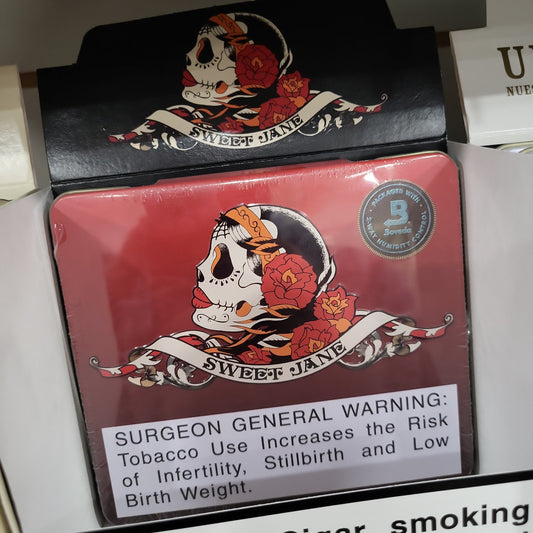 SWEET JANE
PACKAGED WITH
B
Boveda
2-WAY HUMIDITY CONTROL
SWEET JANE
SURGEON GENERAL WARNING:
Tobacco Use Increases the Risk
of Infertility, Stillbirth and Low
Birth Weight.
smoking